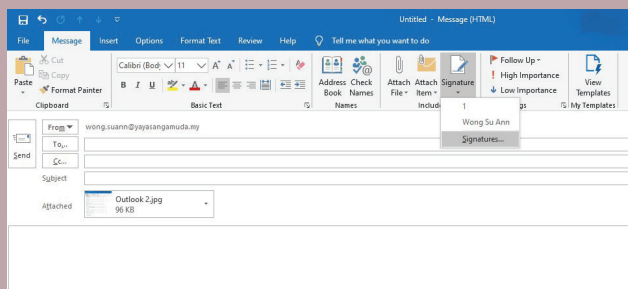 Untitled - Message (HTML)
File Message Insert Options Format Text Review Help Tell me what you want to do
Paste
Cut
Copy
Format Painter
Clipboard
Calibri (Body 11
B I U
Basic Text
Address Book
Check Names
Names
Attach File
Attach Item
Signature
Includ
Follow Up
High Importance
Low Importance
gs
View Templates
My Templates
1
Wong Su Ann
Signatures...
Send
From wong.suann@yayasangamuda.my
To...
Cc...
Subject
Attached
Outlook 2.jpg
96 KB